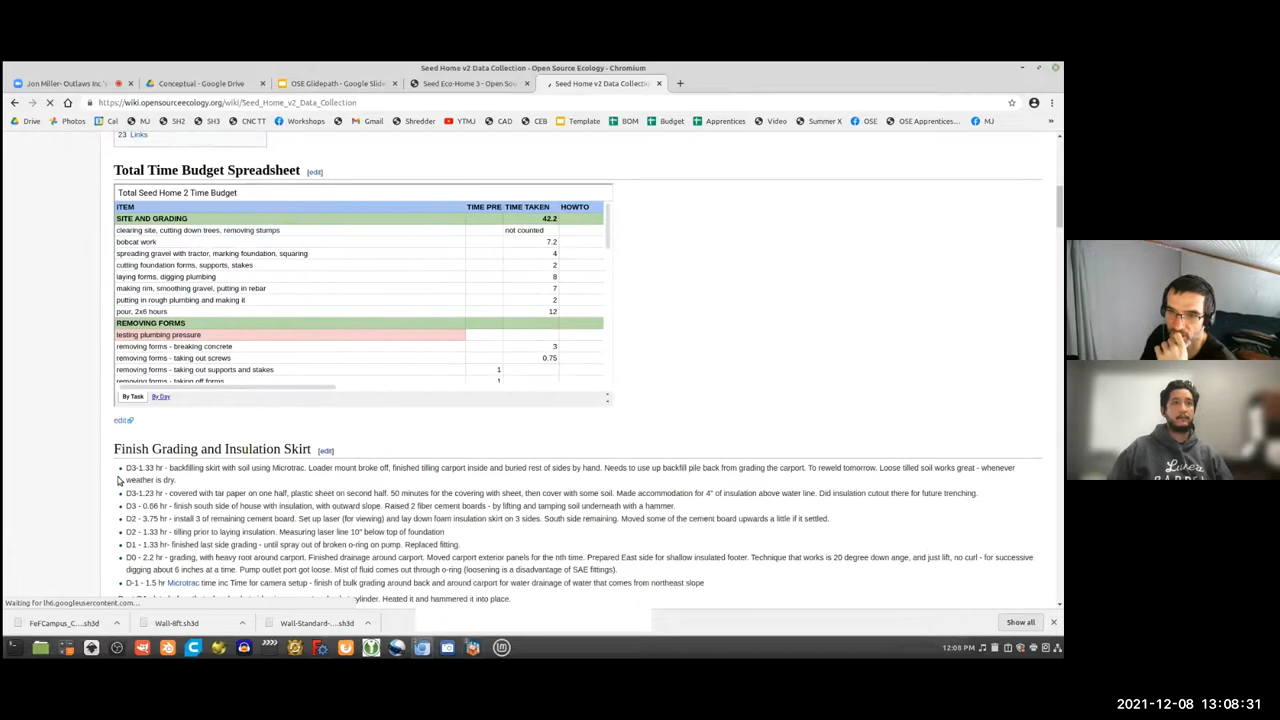 Seed Home v2 Data Collection - Open Source Ecology - Chromium
Jon Miller- Outlaws Inc 's
Conceptual - Google Drive
OSE Glidepath - Google Slide
Seed Eco-Home 3 - Open Sou
Seed Home v2 Data Collecti
https://wiki.opensourceecology.org/wiki/Seed_Home_v2_Data_Collection
Drive Photos Cal MJ SH2 SH3 CNC TT Workshops Gmail Shredder YTMJ CAD CEB Template BOM Budget Apprentices Video Summer X OSE OSE Apprentices... MJ
23 Links
Total Time Budget Spreadsheet [edit]
Total Seed Home 2 Time Budget
ITEM TIME PRE TIME TAKEN HOWTO
SITE AND GRADING 42.2
clearing site, cutting down trees, removing stumps not counted
bobcat work 7.2
spreading gravel with tractor, marking foundation, squaring 4
cutting foundation forms, supports, stakes 2
laying forms, digging plumbing 8
making rim, smoothing gravel, putting in rebar 7
putting in rough plumbing and making it 2
pour, 2x6 hours 12
REMOVING FORMS
testing plumbing pressure
removing forms - breaking concrete 3
removing forms - taking out screws 0.75
removing forms - taking out supports and stakes 1
removing forms - taking off forms 1
By Task By Day
edit
Finish Grading and Insulation Skirt [edit]
D3-1.33 hr - backfilling skirt with soil using Microtrac. Loader mount broke off, finished tilling carport inside and buried rest of sides by hand. Needs to use up backfill pile back from grading the carport. To reweld tomorrow. Loose tilled soil works great - whenever
weather is dry.
D3-1.23 hr - covered with tar paper on one half, plastic sheet on second half. 50 minutes for the covering with sheet, then cover with some soil. Made accommodation for 4" of insulation above water line. Did insulation cutout there for future trenching.
D3 - 0.66 hr - finish south side of house with insulation, with outward slope. Raised 2 fiber cement boards - by lifting and tamping soil underneath with a hammer.
D2 - 3.75 hr - install 3 of remaining cement board. Set up laser (for viewing) and lay down foam insulation skirt on 3 sides. South side remaining. Moved some of the cement board upwards a little if it settled.
D2 - 1.33 hr - tilling prior to laying insulation. Measuring laser line 10" below top of foundation
D1 - 1.33hr- finished last side grading - until spray out of broken o-ring on pump. Replaced fitting.
D0 - 2.2 hr - grading, with heavy root around carport. Finished drainage around carport. Moved carport exterior panels for the nth time. Prepared East side for shallow insulated footer. Technique that works is 20 degree down ange, and just lift, no curl - for successive
digging about 6 inches at a time. Pump outlet port got loose. Mist of fluid comes out through o-ring (loosening is a disadvantage of SAE fittings).
D-1 - 1.5 hr Microtrac time inc Time for camera setup - finish of bulk grading around back and around carport for water drainage of water that comes from northeast slope
cylinder. Heated it and hammered it into place.
Waiting for lh6.googleusercontent.com...
FeFCampus_C....sh3d
Wall-8ft.sh3d
Wall-Standard-....sh3d
Show all
12:08 PM
2021-12-08 13:08:31